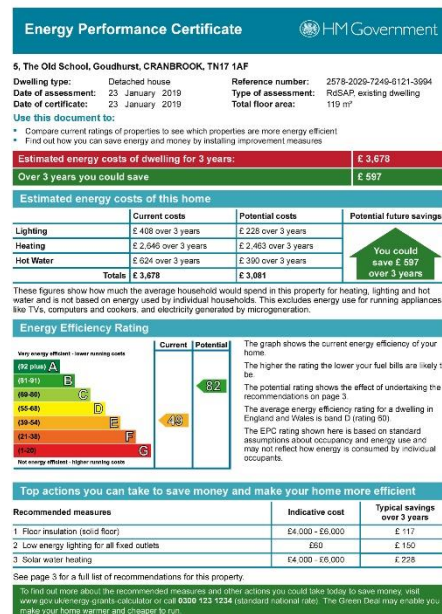 Energy Performance Certificate
HM Government
5, The Old School, Goudhurst, CRANBROOK, TN17 1AF
Dwelling type: Detached house
Date of assessment: 23 January 2019
Date of certificate: 23 January 2019
Reference number: 2578-2029-7249-6121-3994
Type of assessment: RdSAP, existing dwelling
Total floor area: 119 m²
Use this document to:
• Compare current ratings of properties to see which properties are more energy efficient
• Find out how you can save energy and money by installing improvement measures
Estimated energy costs of dwelling for 3 years: £ 3,678
Over 3 years you could save £ 597
Estimated energy costs of this home
Current costs Potential costs Potential future savings
Lighting £ 408 over 3 years £ 228 over 3 years
Heating £ 2,646 over 3 years £ 2,463 over 3 years
Hot Water £ 624 over 3 years £ 390 over 3 years
Totals £ 3,678 £ 3,081
You could
save £ 597
over 3 years
These figures show how much the average household would spend in this property for heating, lighting and hot
water and is not based on energy used by individual households. This excludes energy use for running appliances
like TVs, computers and cookers, and electricity generated by microgeneration.
Energy Efficiency Rating
Current Potential
Very energy efficient - lower running costs
(92 plus) A
(81-91) B
(69-80) C
(55-68) D
(39-54) E
(21-38) F
(1-20) G
Not energy efficient - higher running costs
49
82
The graph shows the current energy efficiency of your
home.
The higher the rating the lower your fuel bills are likely t
be.
The potential rating shows the effect of undertaking the
recommendations on page 3.
The average energy efficiency rating for a dwelling in
England and Wales is band D (rating 60).
The EPC rating shown here is based on standard
assumptions about occupancy and energy use and
may not reflect how energy is consumed by individual
occupants.
Top actions you can take to save money and make your home more efficient
Recommended measures Indicative cost Typical savings
over 3 years
1 Floor insulation (solid floor) £4,000 - £6,000 £ 117
2 Low energy lighting for all fixed outlets £60 £ 150
3 Solar water heating £4,000 - £6,000 £ 228
See page 3 for a full list of recommendations for this property.
To find out more about the recommended measures and other actions you could take today to save money, visit
www.gov.uk/energy-grants-calculator or call 0300 123 1234 (standard national rate). The Green Deal may enable you
make your home warmer and cheaper to run.